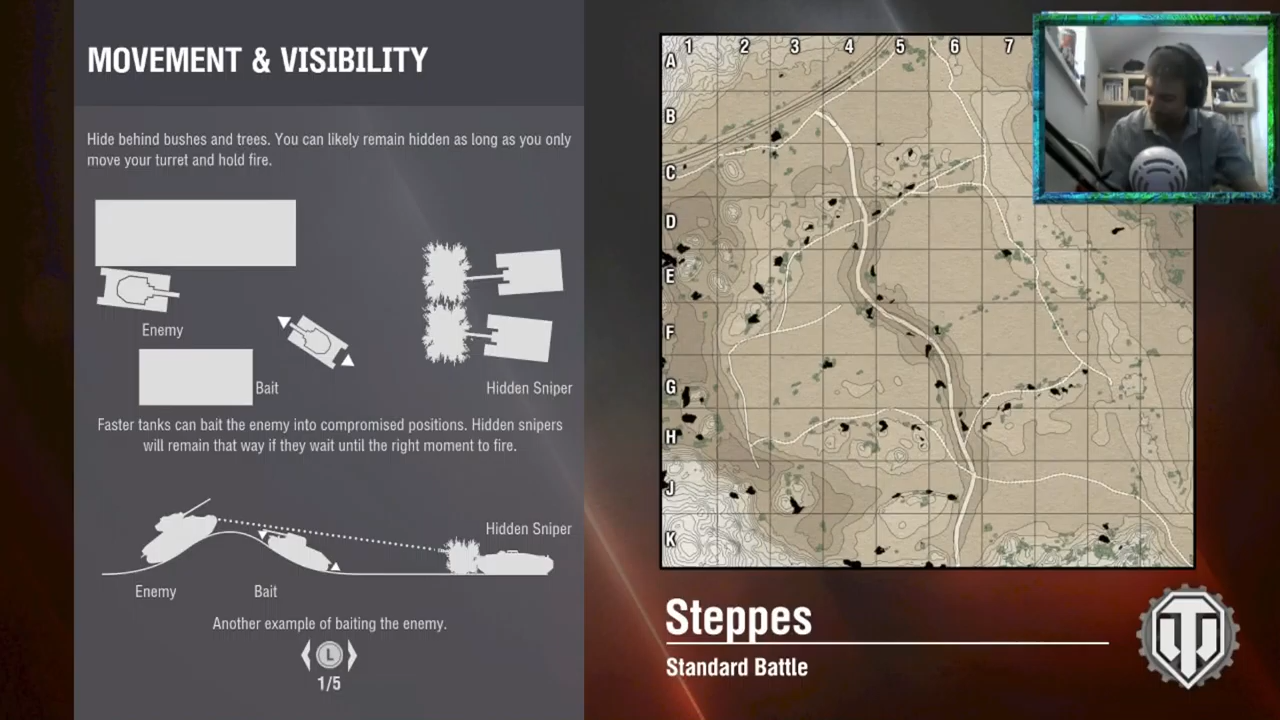 MOVEMENT & VISIBILITY
Hide behind bushes and trees. You can likely remain hidden as long as you only
move your turret and hold fire.
Enemy
Bait
Hidden Sniper
Faster tanks can bait the enemy into compromised positions. Hidden snipers
will remain that way if they wait until the right moment to fire.
Hidden Sniper
Enemy
Bait
Another example of baiting the enemy.
L
1/5
1 2 3 4 5 6 7
A
B
C
D
E
F
G
H
J
K
Steppes
Standard Battle